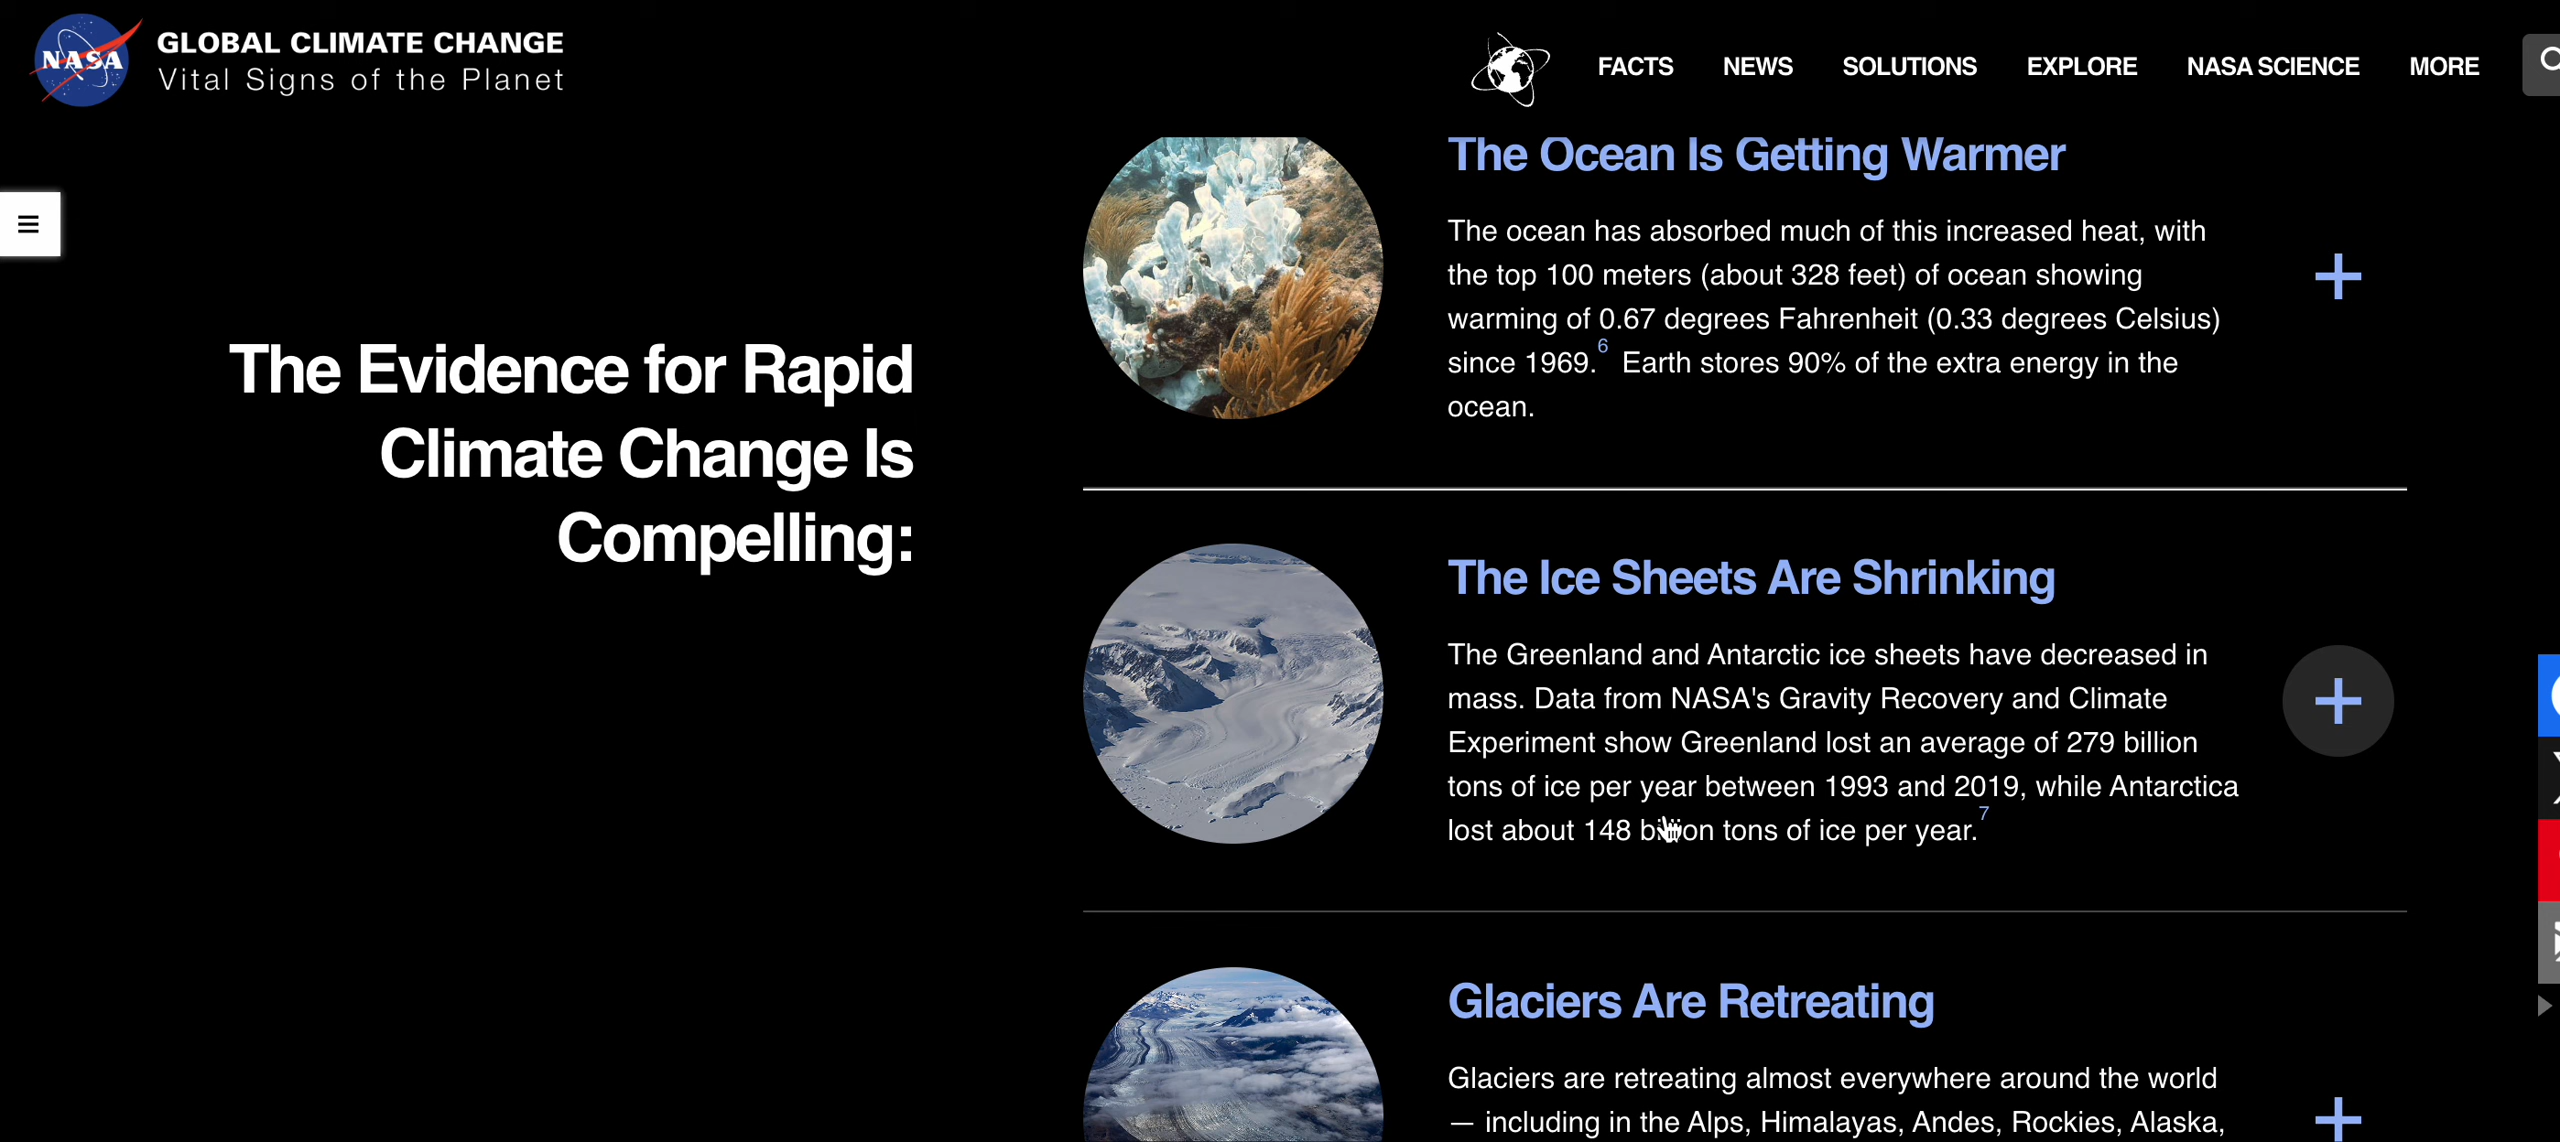 NASA
GLOBAL CLIMATE CHANGE
Vital Signs of the Planet
FACTS NEWS SOLUTIONS EXPLORE NASA SCIENCE MORE
The Evidence for Rapid
Climate Change Is
Compelling:
The Ocean Is Getting Warmer
The ocean has absorbed much of this increased heat, with
the top 100 meters (about 328 feet) of ocean showing
warming of 0.67 degrees Fahrenheit (0.33 degrees Celsius)
since 1969.6 Earth stores 90% of the extra energy in the
ocean.
The Ice Sheets Are Shrinking
The Greenland and Antarctic ice sheets have decreased in
mass. Data from NASA's Gravity Recovery and Climate
Experiment show Greenland lost an average of 279 billion
tons of ice per year between 1993 and 2019, while Antarctica
lost about 148 billion tons of ice per year.7
Glaciers Are Retreating
Glaciers are retreating almost everywhere around the world
— including in the Alps, Himalayas, Andes, Rockies, Alaska,